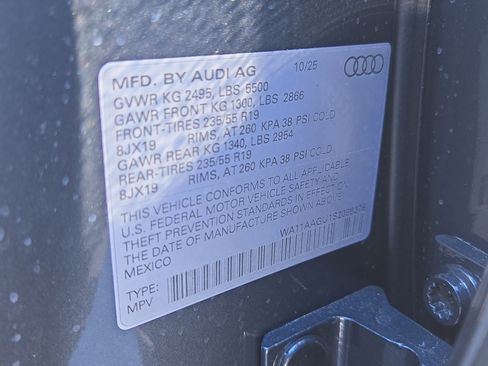 MFD. BY AUDI AG 10/25
GVWR KG 2495, LBS 5500
GAWR FRONT KG 1300, LBS 2866
FRONT-TIRES 235/55 R19
8JX19 RIMS, AT 260 KPA 38 PSI COLD
GAWR REAR KG 1340, LBS 2954
REAR-TIRES 235/55 R19
8JX19 RIMS, AT 260 KPA 38 PSI COLD
THIS VEHICLE CONFORMS TO ALL APPLICABLE
U.S. FEDERAL MOTOR VEHICLE SAFETY AND
THEFT PREVENTION STANDARDS IN EFFECT ON
THE DATE OF MANUFACTURE SHOWN ABOVE.
MEXICO
TYPE:
MPV